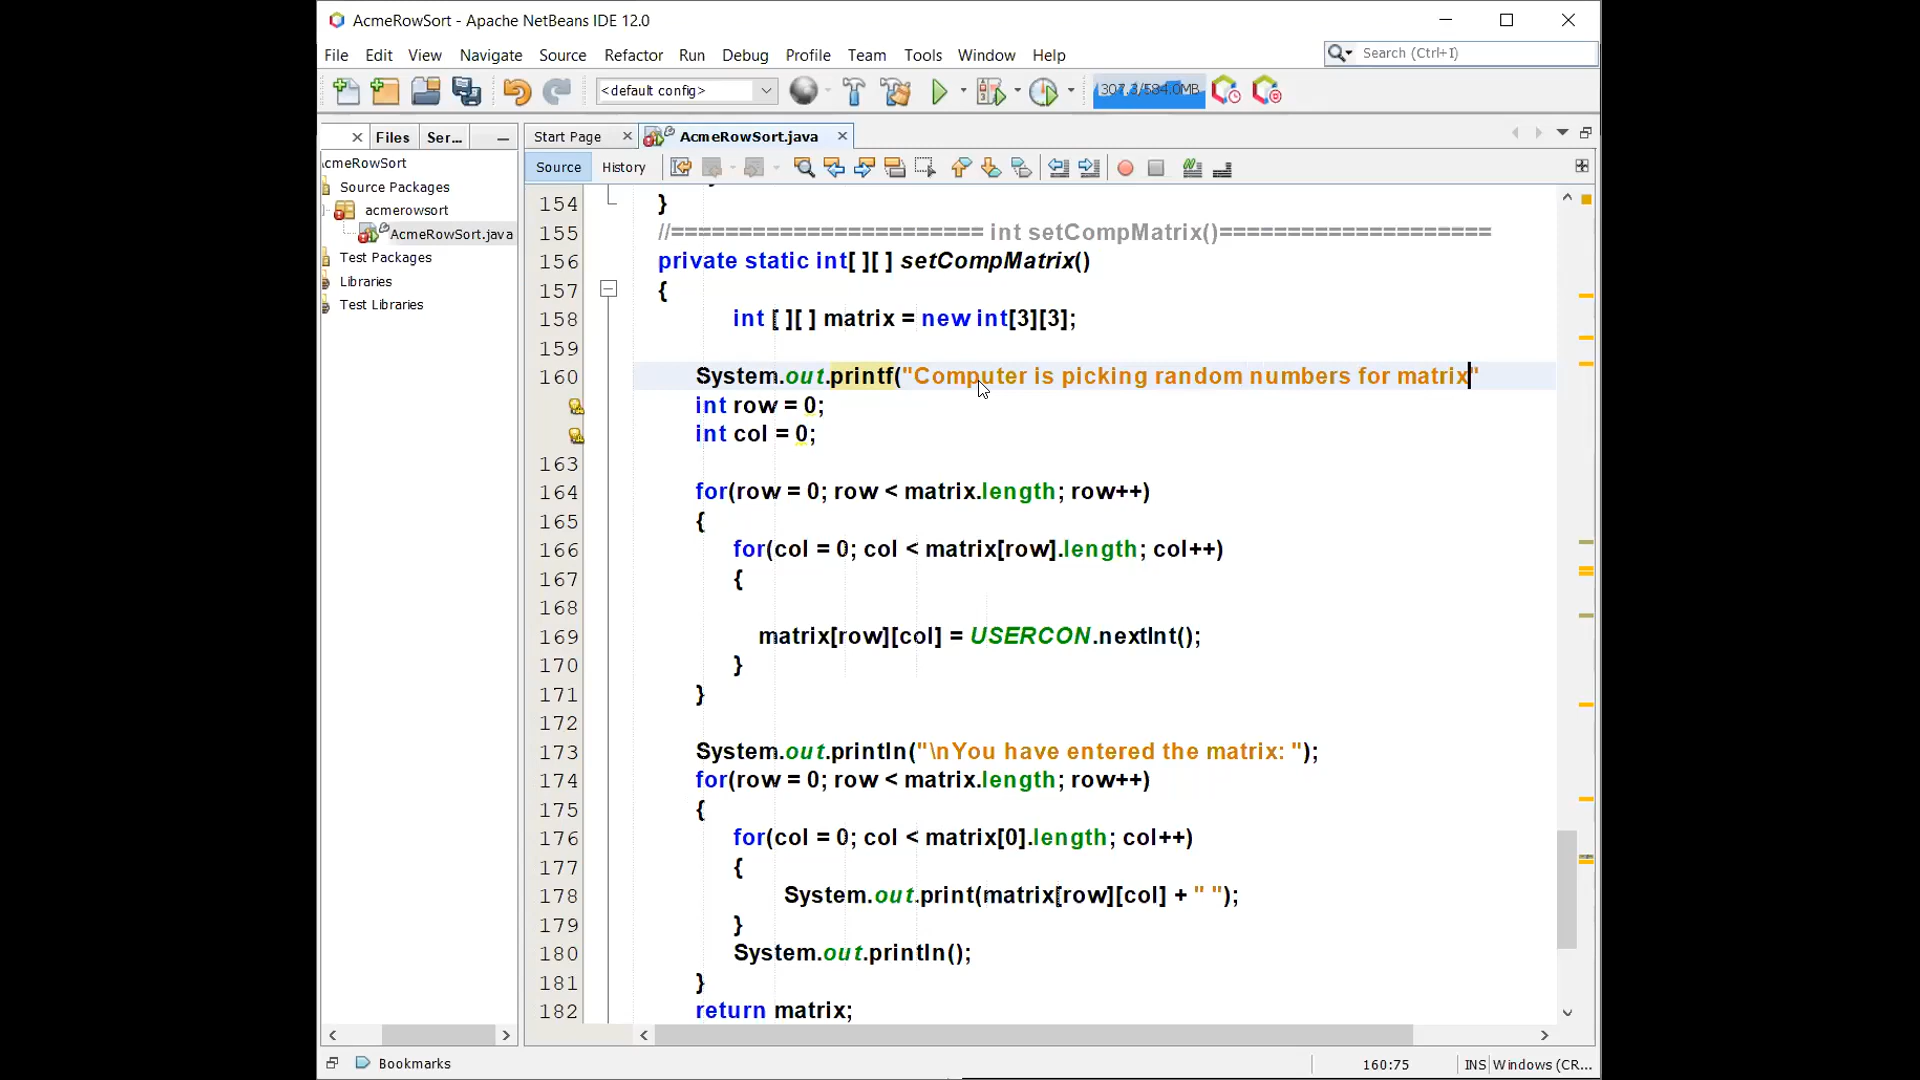 AcmeRowSort - Apache NetBeans IDE 12.0
File Edit View Navigate Source Refactor Run Debug Profile Team Tools Window Help
Search (Ctrl+I)
<default config>
307.3/584.0MB
Files Ser...
Start Page AcmeRowSort.java
Source History
cmeRowSort
Source Packages
acmerowsort
AcmeRowSort.java
Test Packages
Libraries
Test Libraries
154 }
155 //======================== int setCompMatrix()====================
156 private static int[ ][ ] setCompMatrix()
157 {
158 int [ ][ ] matrix = new int[3][3];
159
160 System.out.printf("Computer is picking random numbers for matrix"
int row = 0;
int col = 0;
163
164 for(row = 0; row < matrix.length; row++)
165 {
166 for(col = 0; col < matrix[row].length; col++)
167 {
168
169 matrix[row][col] = USERCON.nextInt();
170 }
171 }
172
173 System.out.println("\nYou have entered the matrix: ");
174 for(row = 0; row < matrix.length; row++)
175 {
176 for(col = 0; col < matrix[0].length; col++)
177 {
178 System.out.print(matrix[row][col] + " ");
179 }
180 System.out.println();
181 }
182 return matrix;
Bookmarks
160:75 INS Windows (CR...